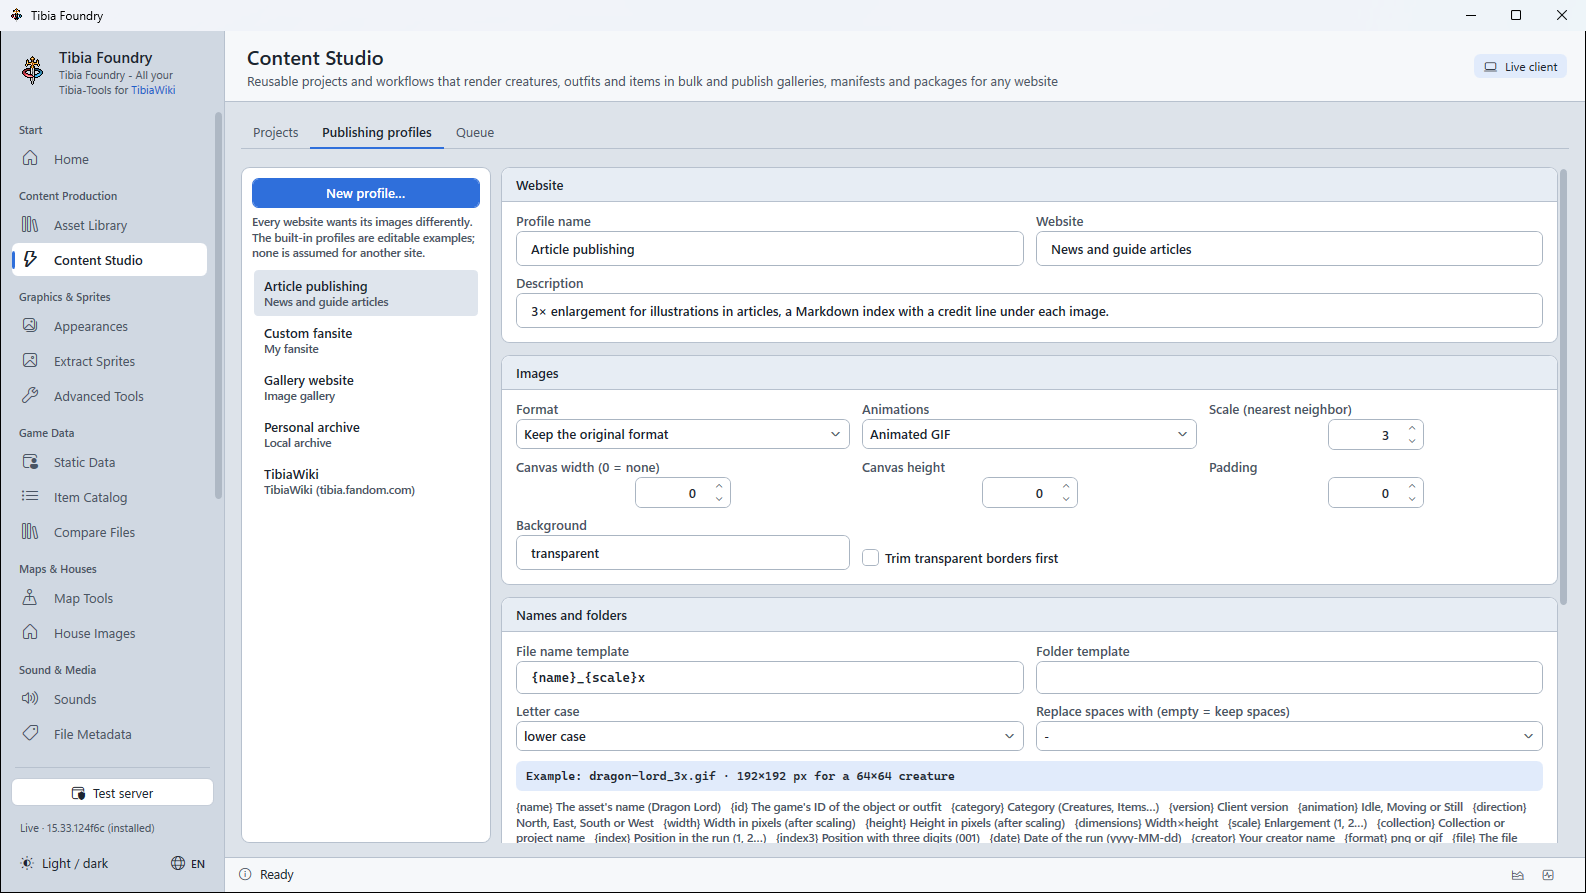 Tibia Foundry
Tibia Foundry
Tibia Foundry - All your
Tibia-Tools for TibiaWiki
Start
Home
Content Production
Asset Library
Content Studio
Graphics & Sprites
Appearances
Extract Sprites
Advanced Tools
Game Data
Static Data
Item Catalog
Compare Files
Maps & Houses
Map Tools
House Images
Sound & Media
Sounds
File Metadata
Test server
Live · 15.33.124f6c (installed)
Light / dark
EN
Content Studio
Reusable projects and workflows that render creatures, outfits and items in bulk and publish galleries, manifests and packages for any website
Live client
Projects
Publishing profiles
Queue
New profile...
Every website wants its images differently.
The built-in profiles are editable examples;
none is assumed for another site.
Article publishing
News and guide articles
Custom fansite
My fansite
Gallery website
Image gallery
Personal archive
Local archive
TibiaWiki
TibiaWiki (tibia.fandom.com)
Website
Profile name
Website
Article publishing
News and guide articles
Description
3× enlargement for illustrations in articles, a Markdown index with a credit line under each image.
Images
Format
Animations
Scale (nearest neighbor)
Keep the original format
Animated GIF
3
Canvas width (0 = none)
Canvas height
Padding
0
0
0
Background
transparent
Trim transparent borders first
Names and folders
File name template
Folder template
{name}_{scale}x
Letter case
Replace spaces with (empty = keep spaces)
lower case
-
Example: dragon-lord_3x.gif · 192×192 px for a 64×64 creature
{name} The asset's name (Dragon Lord) {id} The game's ID of the object or outfit {category} Category (Creatures, Items...) {version} Client version {animation} Idle, Moving or Still {direction}
North, East, South or West {width} Width in pixels (after scaling) {height} Height in pixels (after scaling) {dimensions} Width×height {scale} Enlargement (1, 2...) {collection} Collection or
project name {index} Position in the run (1, 2...) {index3} Position with three digits (001) {date} Date of the run (yyyy-MM-dd) {creator} Your creator name {format} png or gif {file} The file
Ready